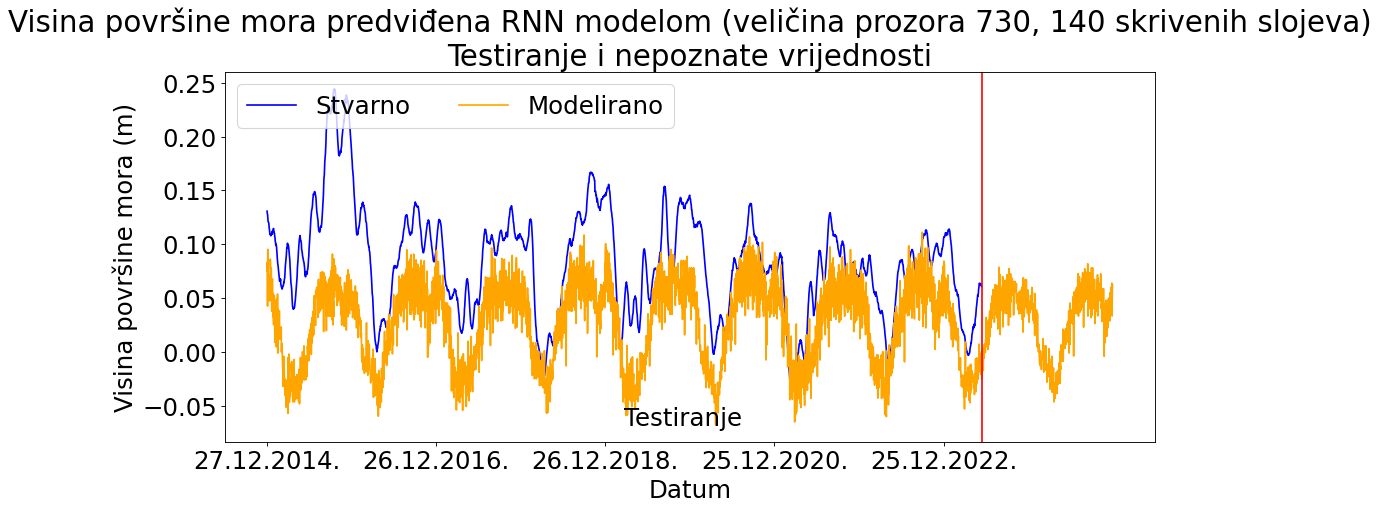 Visina površine mora predviđena RNN modelom (veličina prozora 730, 140 skrivenih slojeva)
Testiranje i nepoznate vrijednosti
Stvarno Modelirano
Visina površine mora (m)
0.25
0.20
0.15
0.10
0.05
0.00
−0.05
Testiranje
27.12.2014. 26.12.2016. 26.12.2018. 25.12.2020. 25.12.2022.
Datum